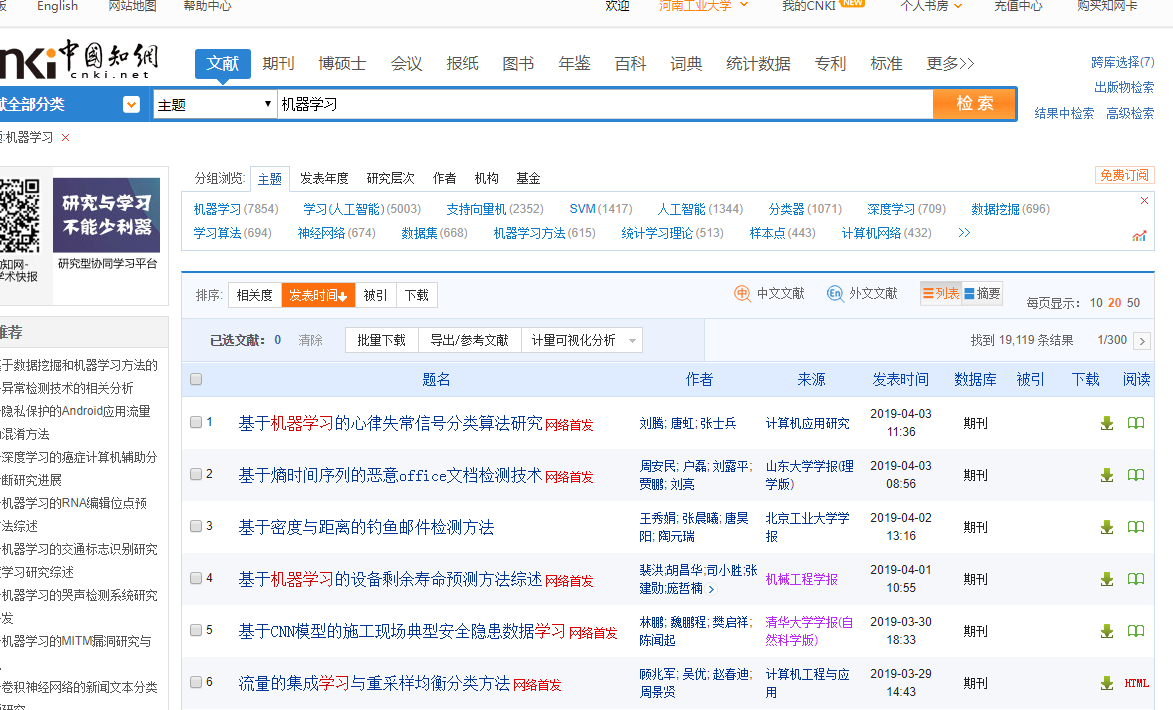 版 English 网站地图 帮助中心 欢迎 河南工业大学 我的CNKI NEW 个人书房 充值中心 购买知网卡
nki 中国知网
cnki.net
文献 期刊 博硕士 会议 报纸 图书 年鉴 百科 词典 统计数据 专利 标准 更多>>
跨库选择(7)
出版物检索
献全部分类 主题 机器学习 检索
结果中检索 高级检索
题:机器学习 ×
分组浏览: 主题 发表年度 研究层次 作者 机构 基金 免费订阅
机器学习(7854) 学习(人工智能)(5003) 支持向量机(2352) SVM(1417) 人工智能(1344) 分类器(1071) 深度学习(709) 数据挖掘(696)
学习算法(694) 神经网络(674) 数据集(668) 机器学习方法(615) 统计学习理论(513) 样本点(443) 计算机网络(432) >>
研究与学习
不能少利器
知网-
学术快报
研究型协同学习平台
排序: 相关度 发表时间 被引 下载 中 中文文献 En 外文文献 列表 摘要 每页显示: 10 20 50
已选文献: 0 清除 批量下载 导出/参考文献 计量可视化分析 找到 19,119 条结果 1/300
题名 作者 来源 发表时间 数据库 被引 下载 阅读
1 基于机器学习的心律失常信号分类算法研究 网络首发 刘腾; 唐虹; 张士兵 计算机应用研究 2019-04-03 11:36 期刊
2 基于熵时间序列的恶意office文档检测技术 网络首发 周安民; 户磊; 刘露平; 贾鹏; 刘亮 山东大学学报(理学版) 2019-04-03 08:56 期刊
3 基于密度与距离的钓鱼邮件检测方法 王秀娟; 张晨曦; 唐昊阳; 陶元瑞 北京工业大学学报 2019-04-02 13:16 期刊
4 基于机器学习的设备剩余寿命预测方法综述 网络首发 裴洪;胡昌华;司小胜;张建勋;庞哲楠 > 机械工程学报 2019-04-01 10:55 期刊
5 基于CNN模型的施工现场典型安全隐患数据学习 网络首发 林鹏; 魏鹏程; 樊启祥; 陈闻起 清华大学学报(自然科学版) 2019-03-30 18:33 期刊
6 流量的集成学习与重采样均衡分类方法 网络首发 顾兆军; 吴优; 赵春迪; 周景贤 计算机工程与应用 2019-03-29 14:43 期刊 HTML
推荐
基于数据挖掘和机器学习方法的
异常检测技术的相关分析
隐私保护的Android应用流量
混淆方法
深度学习的癌症计算机辅助分
断研究进展
机器学习的RNA编辑位点预
法综述
机器学习的交通标志识别研究
学习研究综述
机器学习的哭声检测系统研究
发
机器学习的MITM漏洞研究与
卷积神经网络的新闻文本分类
研究